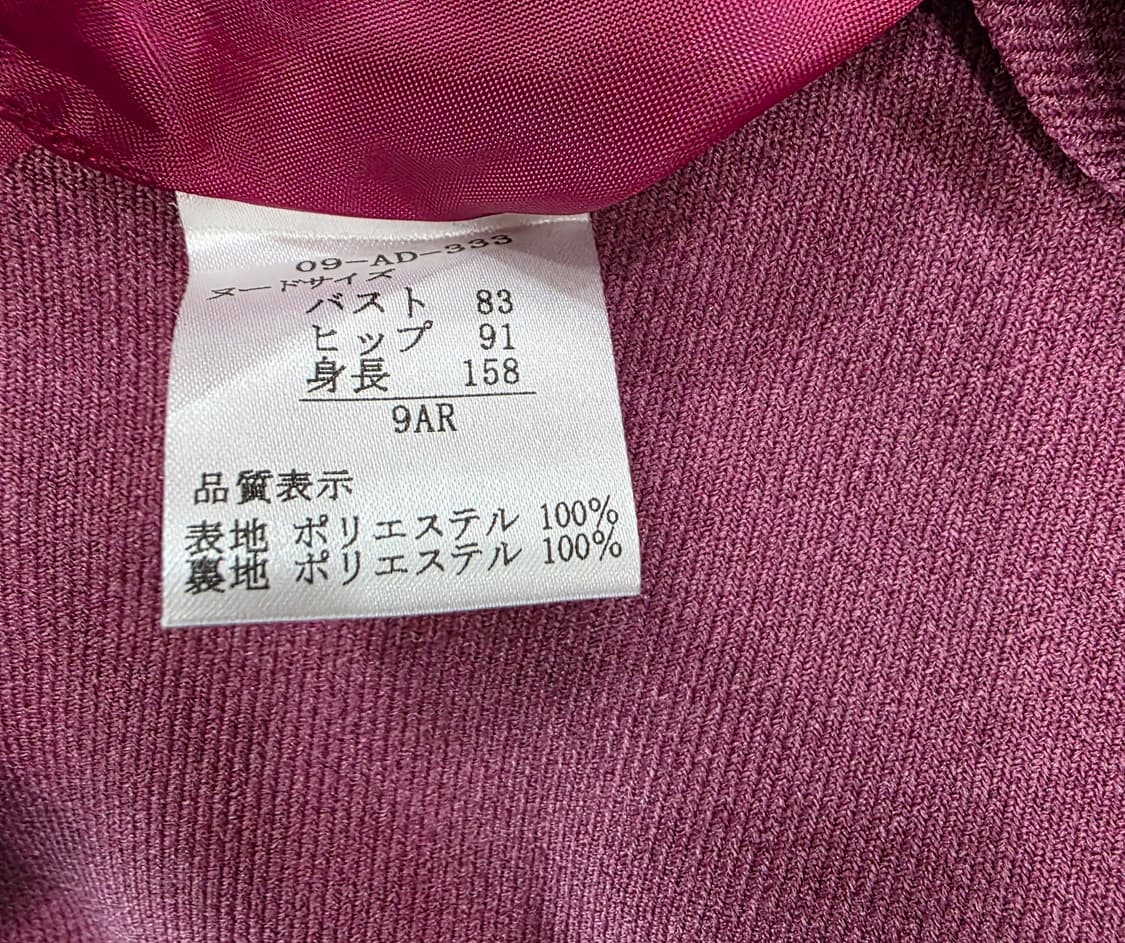 09-AD-333
ヌードサイズ
バスト 83
ヒップ 91
身長 158
9AR
品質表示
表地 ポリエステル 100%
裏地 ポリエステル 100%